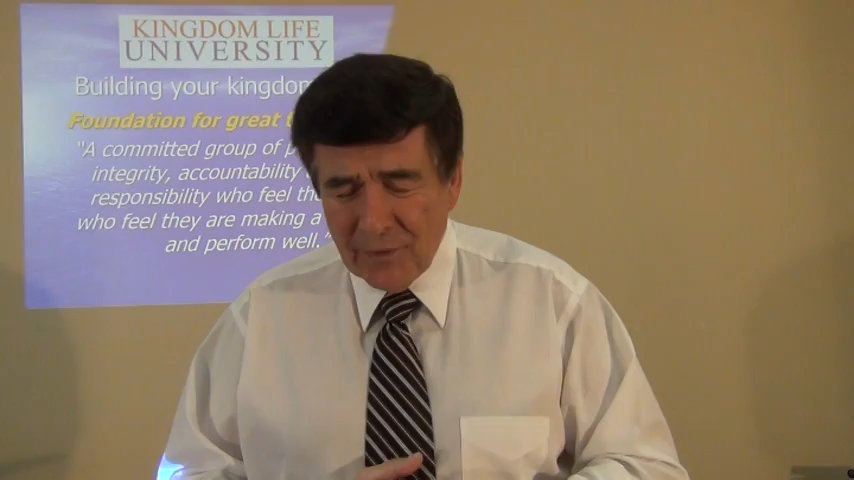 KINGDOM LIFE
UNIVERSITY
Building your kingdom
Foundation for great
"A committed group of
integrity, accountability
responsibility who feel
who feel they are making a
and perform well."